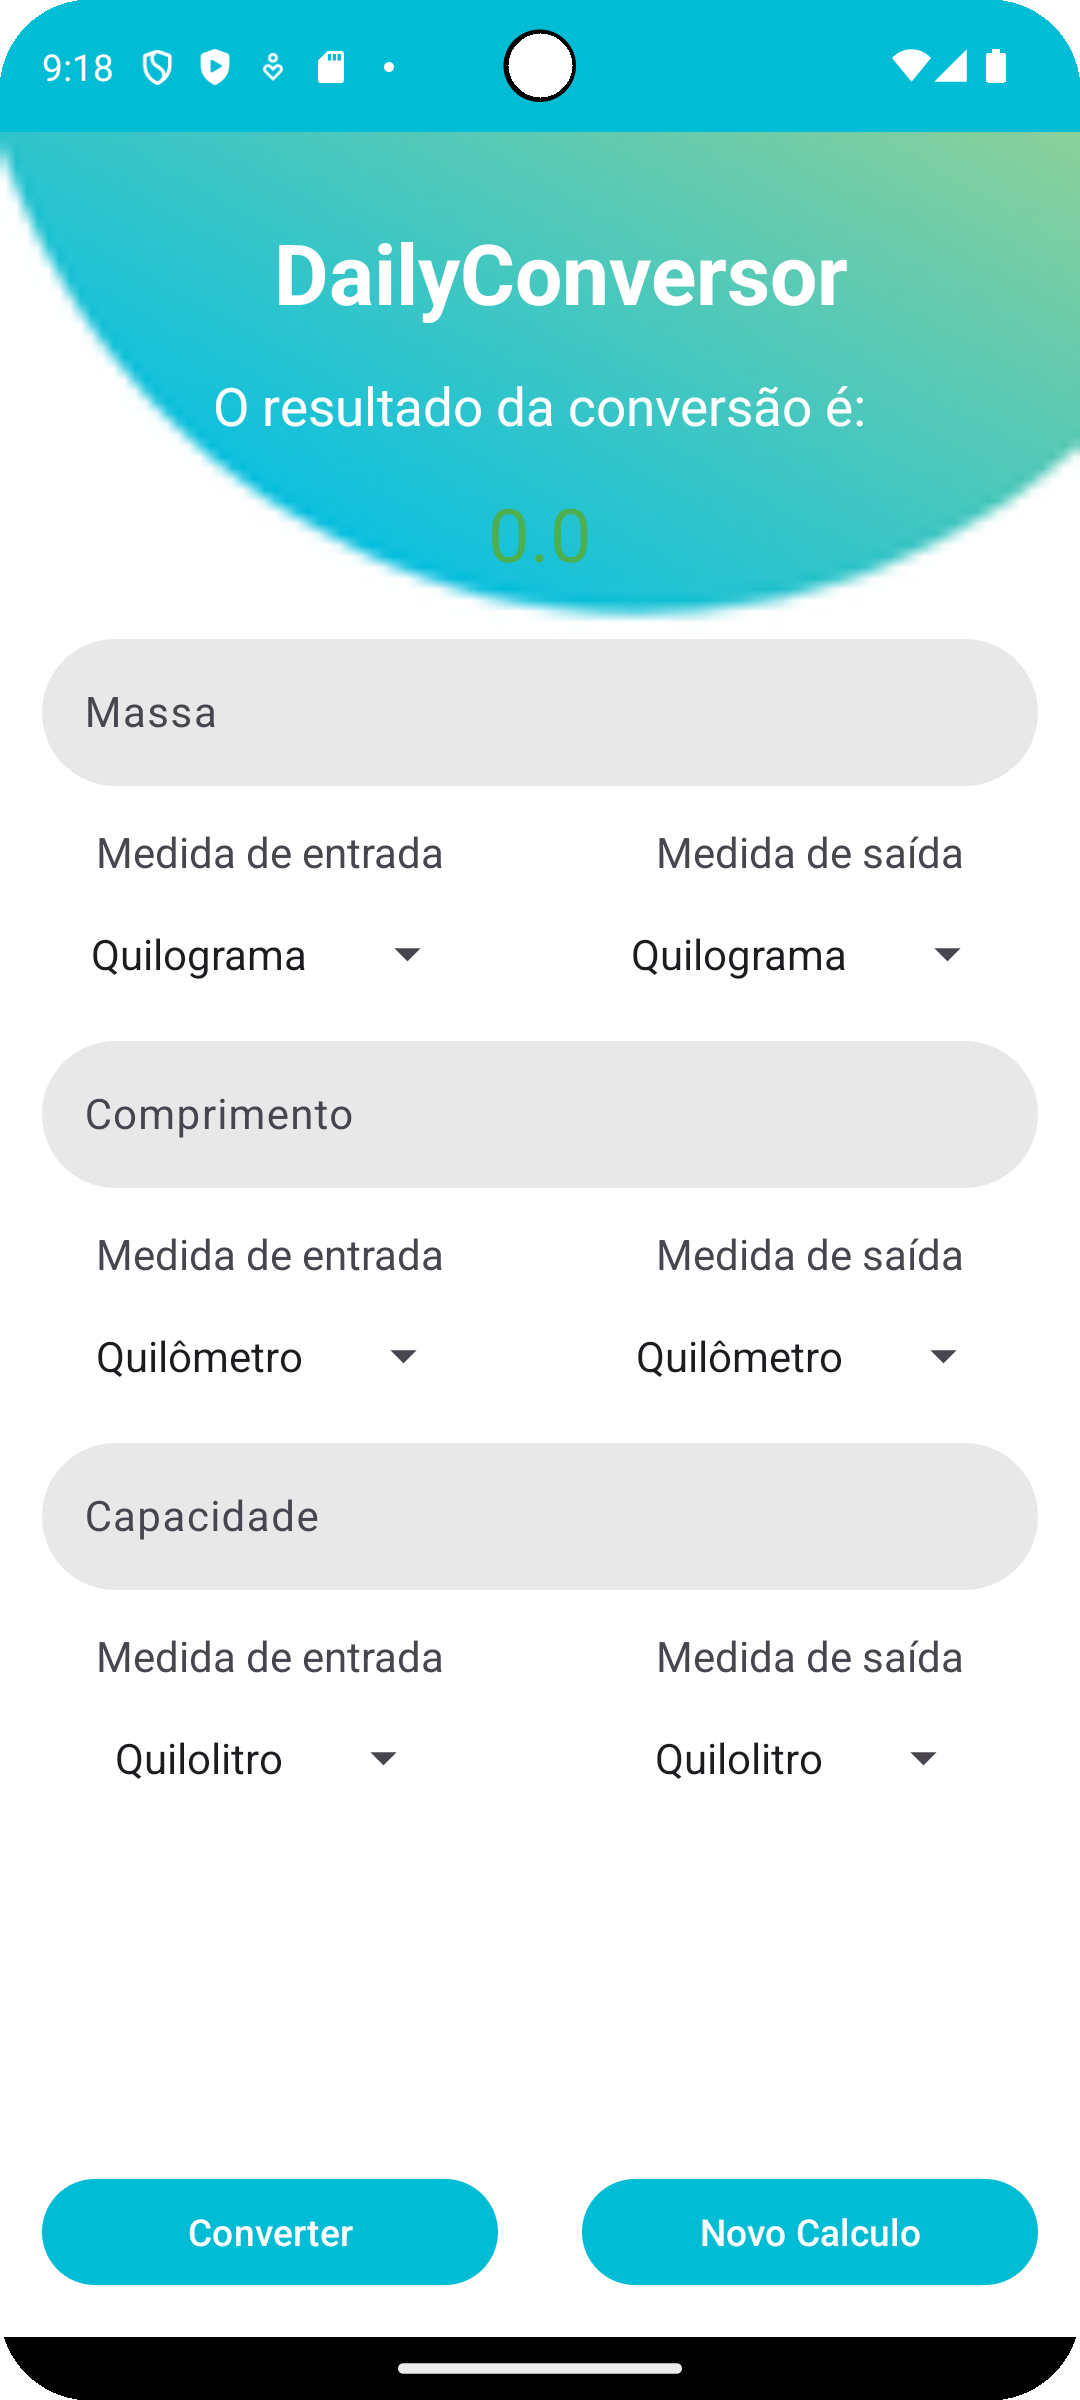 9:18
DailyConversor
O resultado da conversão é:
0.0
Massa
Medida de entrada Medida de saída
Quilograma Quilograma
Comprimento
Medida de entrada Medida de saída
Quilômetro Quilômetro
Capacidade
Medida de entrada Medida de saída
Quilolitro Quilolitro
Converter Novo Calculo